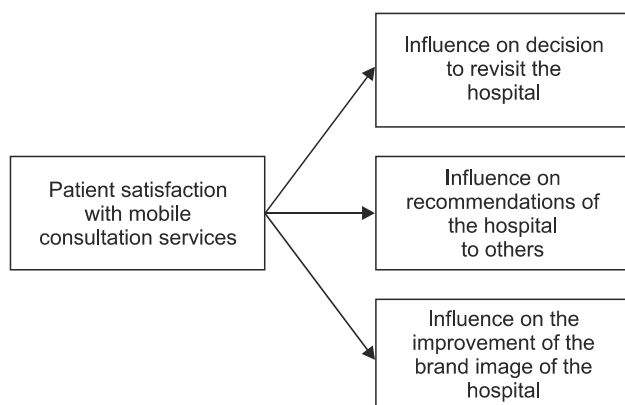 Influence on decision
to revisit the
hospital
Patient satisfaction
with mobile
consultation services
Influence on
recommendations of
the hospital
to others
Influence on the
improvement of the
brand image of the
hospital